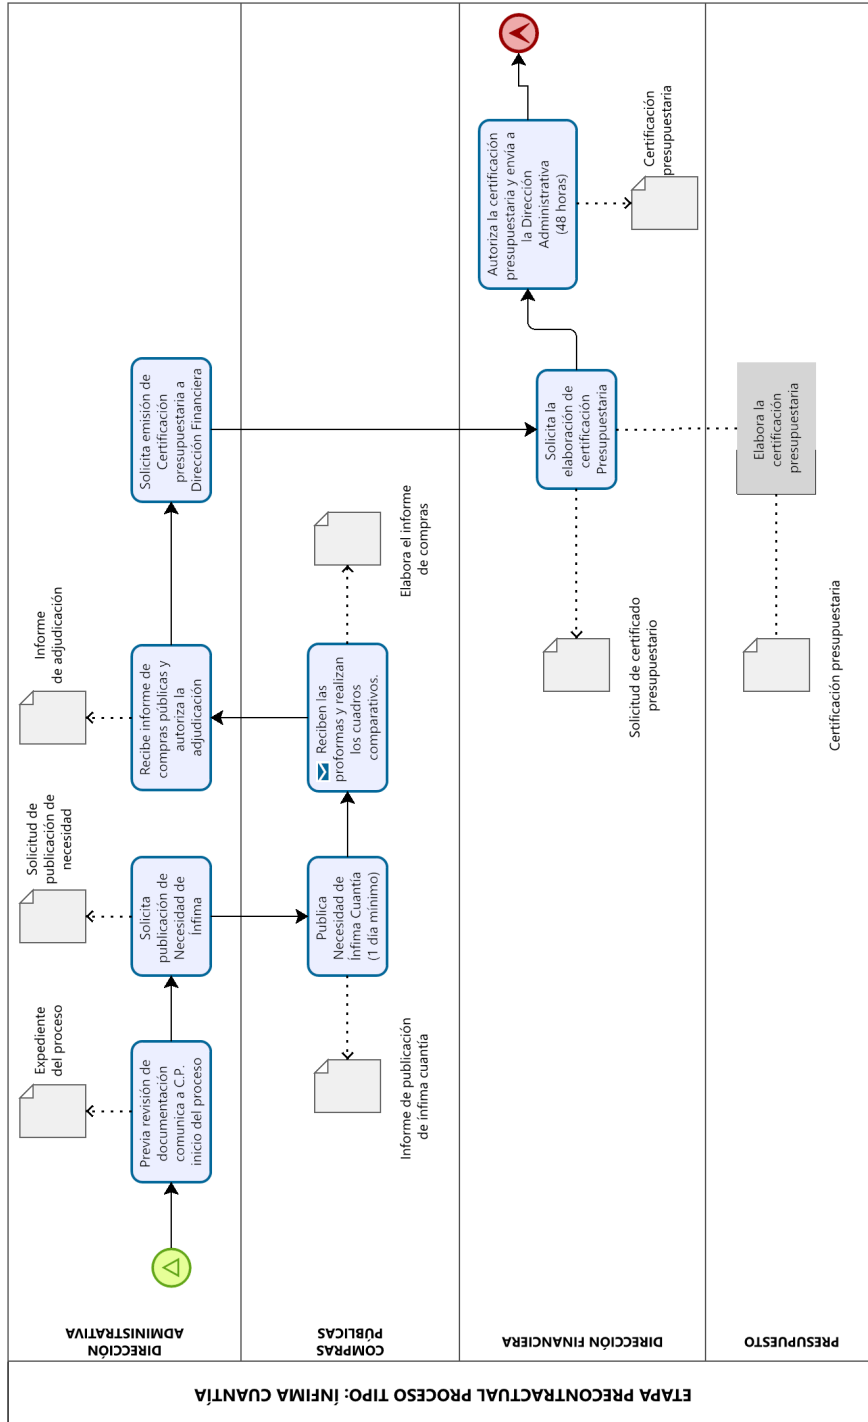 ETAPA PRECONTRACTUAL PROCESO TIPO: ÍNFIMA CUANTÍA
DIRECCIÓN
ADMINISTRATIVA
Expediente
del proceso
Previa revisión de
documentación
comunica a C.P.
inicio del proceso
Solicitud de
publicación de
necesidad
Solicita
publicación de
Necesidad de
Ínfima
Informe
de adjudicación
Recibe informe de
compras públicas y
autoriza la
adjudicación
Solicita emisión de
Certificación
presupuestaria a
Dirección Financiera
COMPRAS
PÚBLICAS
Publica
Necesidad de
Ínfima Cuantía
(1 día mínimo)
Informe de publicación
de ínfima cuantía
Reciben las
proformas y realizan
los cuadros
comparativos.
Elabora el informe
de compras
DIRECCIÓN FINANCIERA
Solicita la
elaboración de
certificación
Presupuestaria
Solicitud de certificado
presupuestario
Autoriza la certificación
presupuestaria y envía a
la Dirección
Administrativa
(48 horas)
Certificación
presupuestaria
PRESUPUESTO
Elabora la
certificación
presupuestaria
Certificación presupuestaria